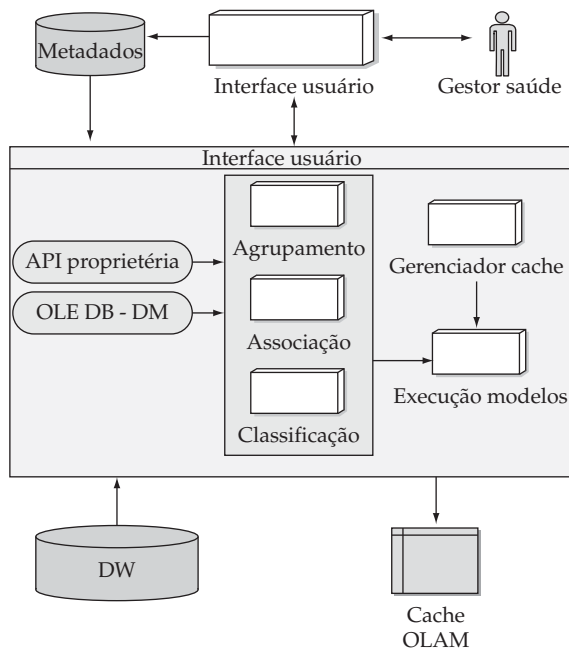 Metadados
Interface usuário
Gestor saúde
Interface usuário
Agrupamento
API proprietéria
Gerenciador cache
OLE DB - DM
Associação
Execução modelos
Classificação
DW
Cache
OLAM